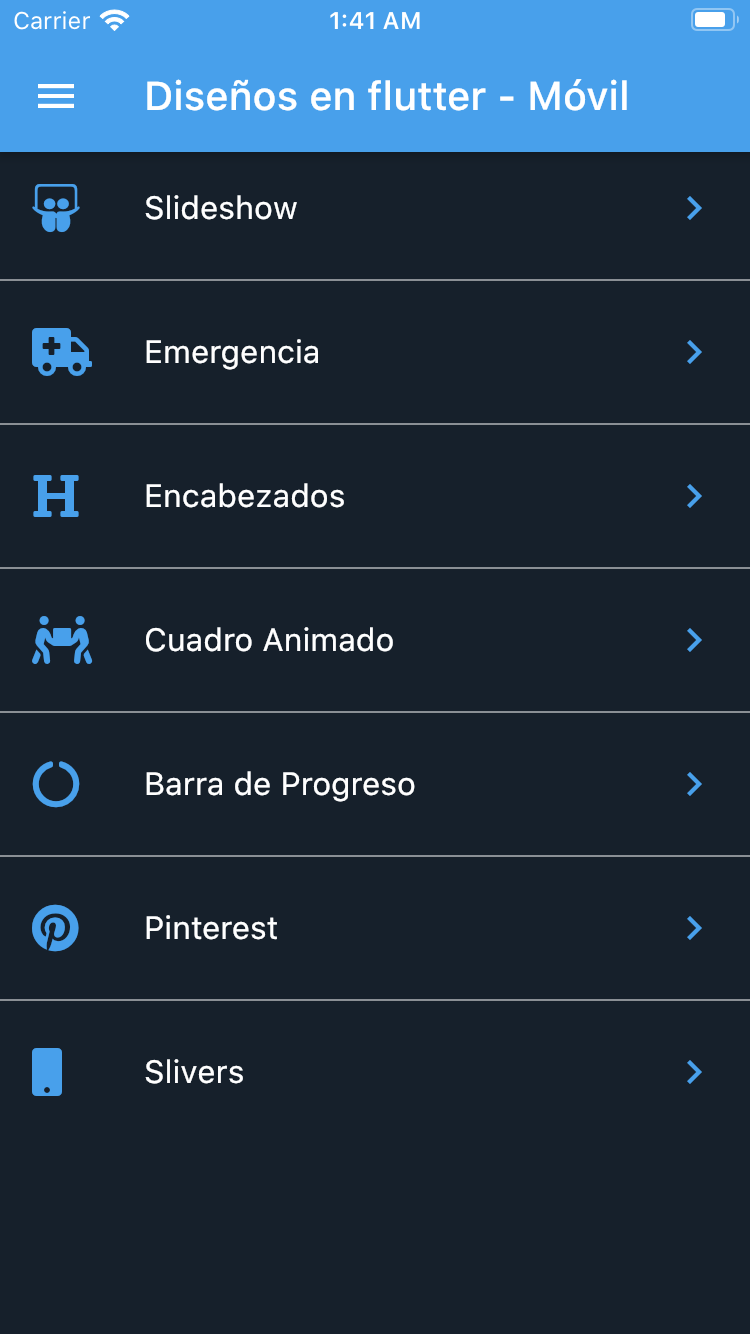 Carrier 1:41 AM
Diseños en flutter - Móvil
Slideshow
Emergencia
Encabezados
Cuadro Animado
Barra de Progreso
Pinterest
Slivers